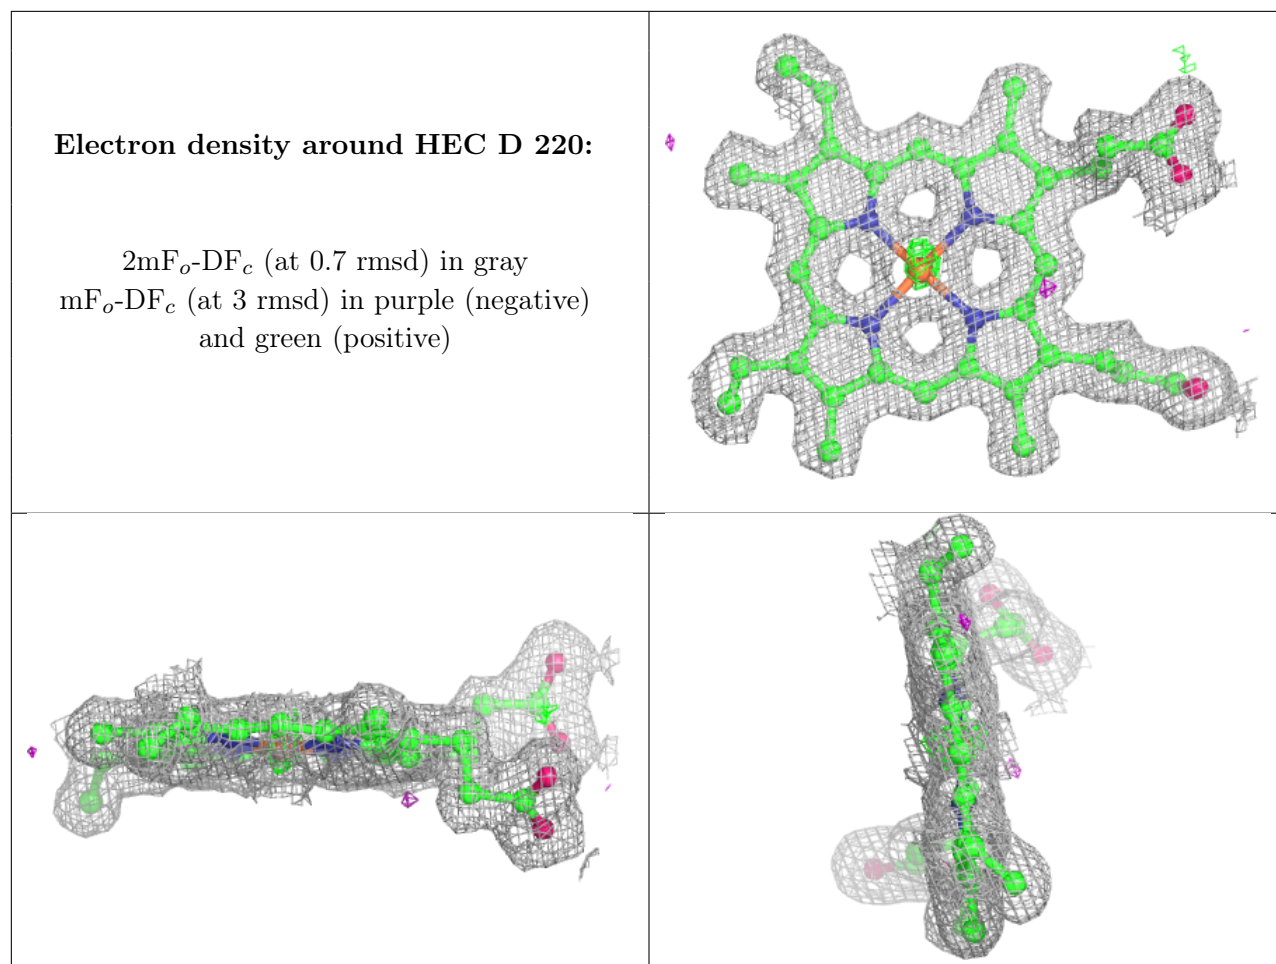 Electron density around HEC D 220:
2mFo-DFc (at 0.7 rmsd) in gray
mFo-DFc (at 3 rmsd) in purple (negative)
and green (positive)